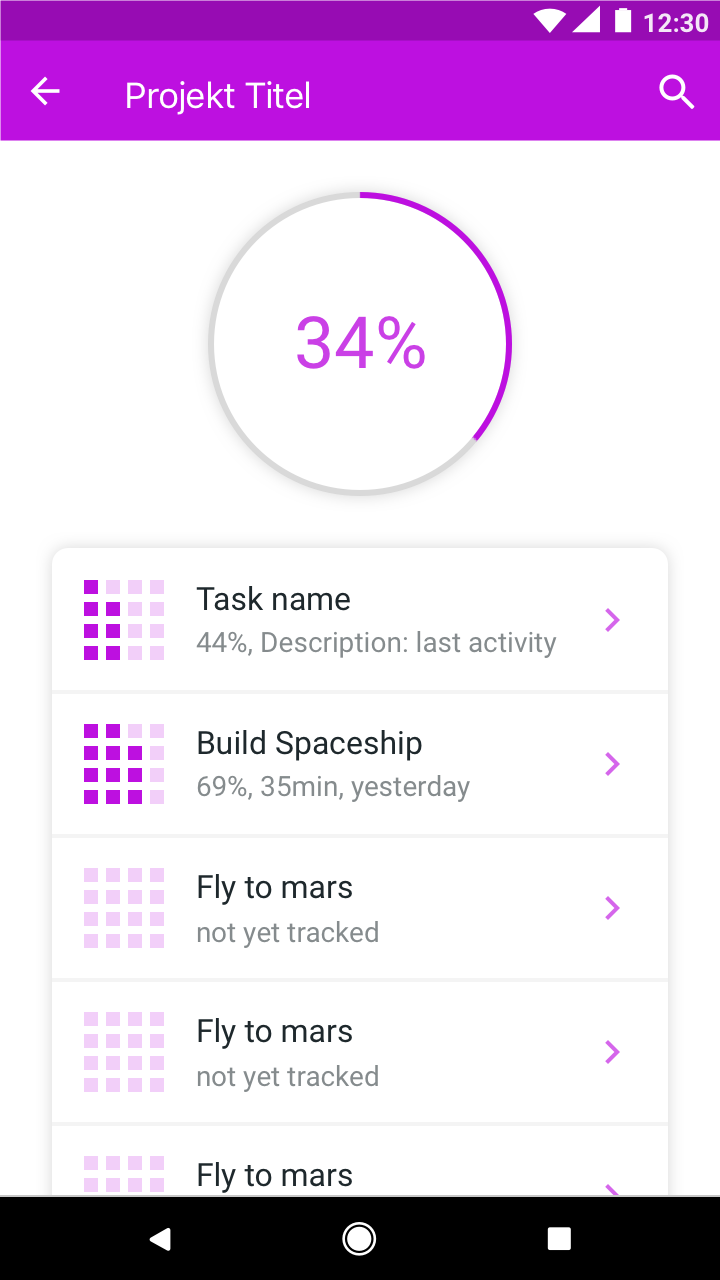 12:30
Projekt Titel
34%
Task name
44%, Description: last activity
Build Spaceship
69%, 35min, yesterday
Fly to mars
not yet tracked
Fly to mars
not yet tracked
Fly to mars